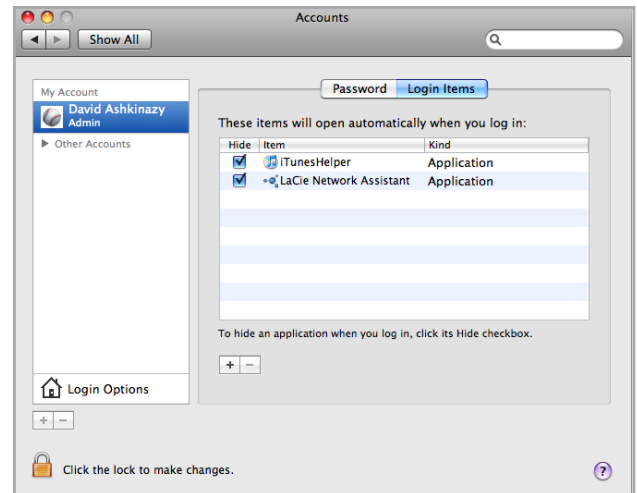 Accounts
Show All
My Account
David Ashkinazy
Admin
Other Accounts
Login Options
Password Login Items
These items will open automatically when you log in:
Hide Item Kind
iTunesHelper Application
LaCie Network Assistant Application
To hide an application when you log in, click its Hide checkbox.
+ −
+ −
Click the lock to make changes.
?